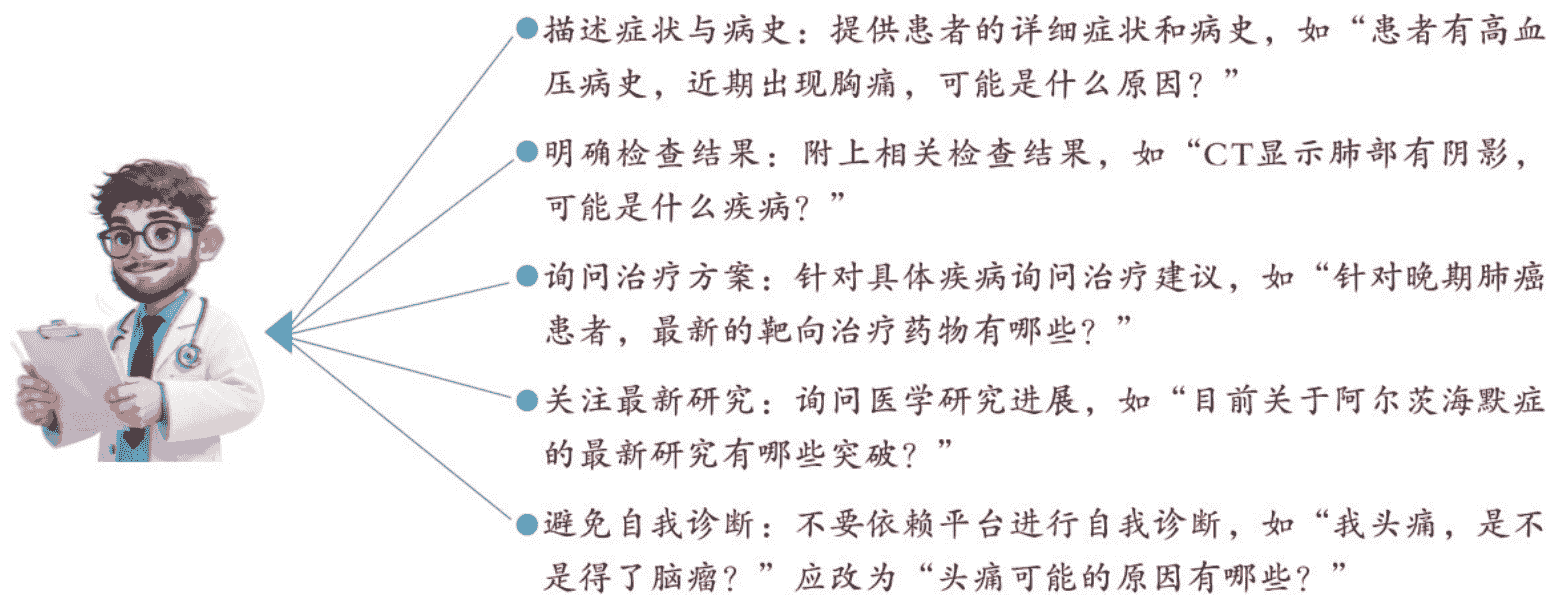 描述症状与病史：提供患者的详细症状和病史，如“患者有高血
压病史，近期出现胸痛，可能是什么原因？”
明确检查结果：附上相关检查结果，如“CT显示肺部有阴影，
可能是什么疾病？”
询问治疗方案：针对具体疾病询问治疗建议，如“针对晚期肺癌
患者，最新的靶向治疗药物有哪些？”
关注最新研究：询问医学研究进展，如“目前关于阿尔茨海默症
的最新研究有哪些突破？”
避免自我诊断：不要依赖平台进行自我诊断，如“我头痛，是不
是得了脑瘤？”应改为“头痛可能的原因有哪些？”